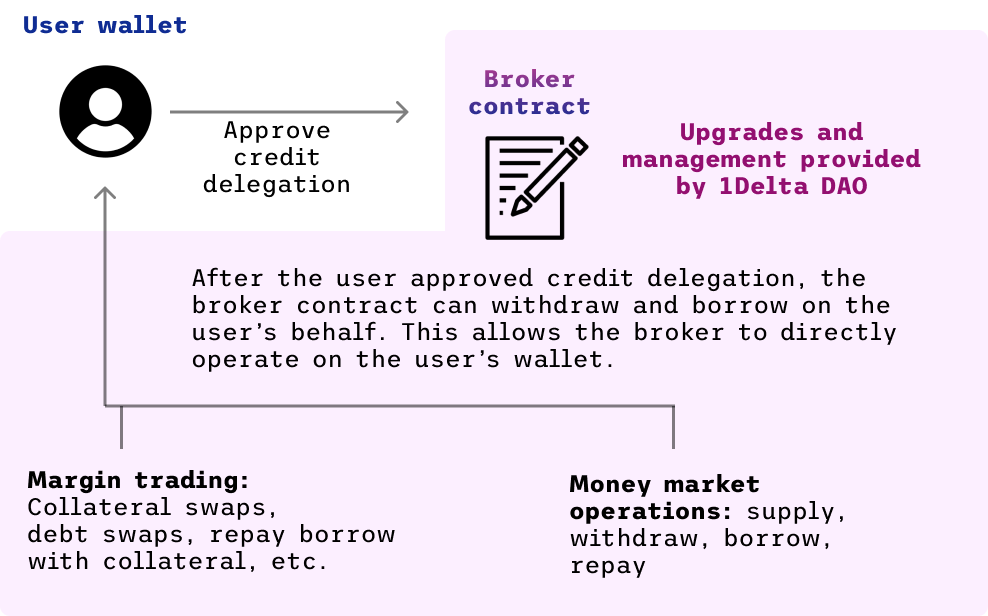 User wallet
Approve
credit
delegation
Broker
contract
Upgrades and
management provided
by 1Delta DAO
After the user approved credit delegation, the
broker contract can withdraw and borrow on the
user’s behalf. This allows the broker to directly
operate on the user’s wallet.
Margin trading:
Collateral swaps,
debt swaps, repay borrow
with collateral, etc.
Money market
operations: supply,
withdraw, borrow,
repay